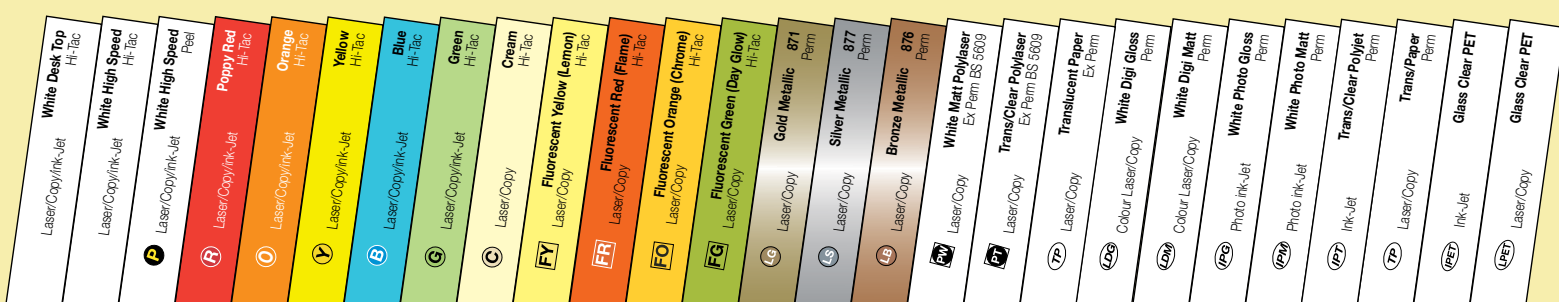 White Desk Top
Hi-Tac
Laser/Copy/ink-Jet
White High Speed
Hi-Tac
Laser/Copy/ink-Jet
White High Speed
Peel
P Laser/Copy/ink-Jet
Poppy Red
Hi-Tac
R Laser/Copy/ink-Jet
Orange
Hi-Tac
O Laser/Copy/ink-Jet
Yellow
Hi-Tac
Y Laser/Copy/ink-Jet
Blue
Hi-Tac
B Laser/Copy/ink-Jet
Green
Hi-Tac
G Laser/Copy/ink-Jet
Cream
Hi-Tac
C Laser/Copy
Fluorescent Yellow (Lemon)
Hi-Tac
FY Laser/Copy
Fluorescent Red (Flame)
Hi-Tac
FR Laser/Copy
Fluorescent Orange (Chrome)
Hi-Tac
FO Laser/Copy
Fluorescent Green (Day Glow)
Hi-Tac
FG Laser/Copy
Gold Metallic 871
Perm
LG Laser/Copy
Silver Metallic 877
Perm
LS Laser/Copy
Bronze Metallic 876
Perm
LB Laser/Copy
White Matt Polylaser
Ex Perm BS 5609
PW Laser/Copy
Trans/Clear Polylaser
Ex Perm BS 5609
PT Laser/Copy
Translucent Paper
Ex Perm
TP Laser/Copy
White Digi Gloss
Perm
LDG Colour Laser/Copy
White Digi Matt
Perm
LDM Colour Laser/Copy
White Photo Gloss
Perm
IPG Photo ink-Jet
White Photo Matt
Perm
IPM Photo ink-Jet
Trans/Clear Polyjet
Perm
IPT Ink-Jet
Trans/Paper
Perm
TP Laser/Copy
Glass Clear PET
Perm
IPET Ink-Jet
Glass Clear PET
Perm
LPET Laser/Copy